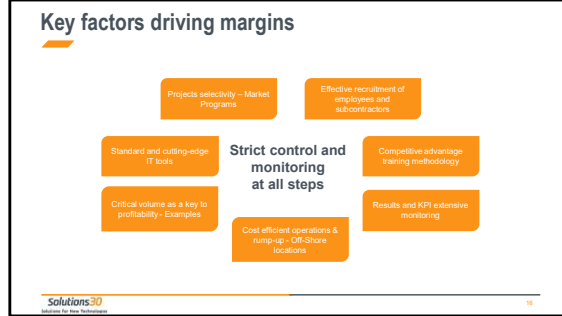 Key factors driving margins
Projects selectivity – Market
Programs
Effective recruitment of
employees and
subcontractors
Standard and cutting-edge
IT tools
Strict control and
monitoring
at all steps
Competitive advantage
training methodology
Critical volume as a key to
profitability - Examples
Results and KPI extensive
monitoring
Cost efficient operations &
rump-up - Off-Shore
locations
Solutions30
Solutions for New Technologies
16